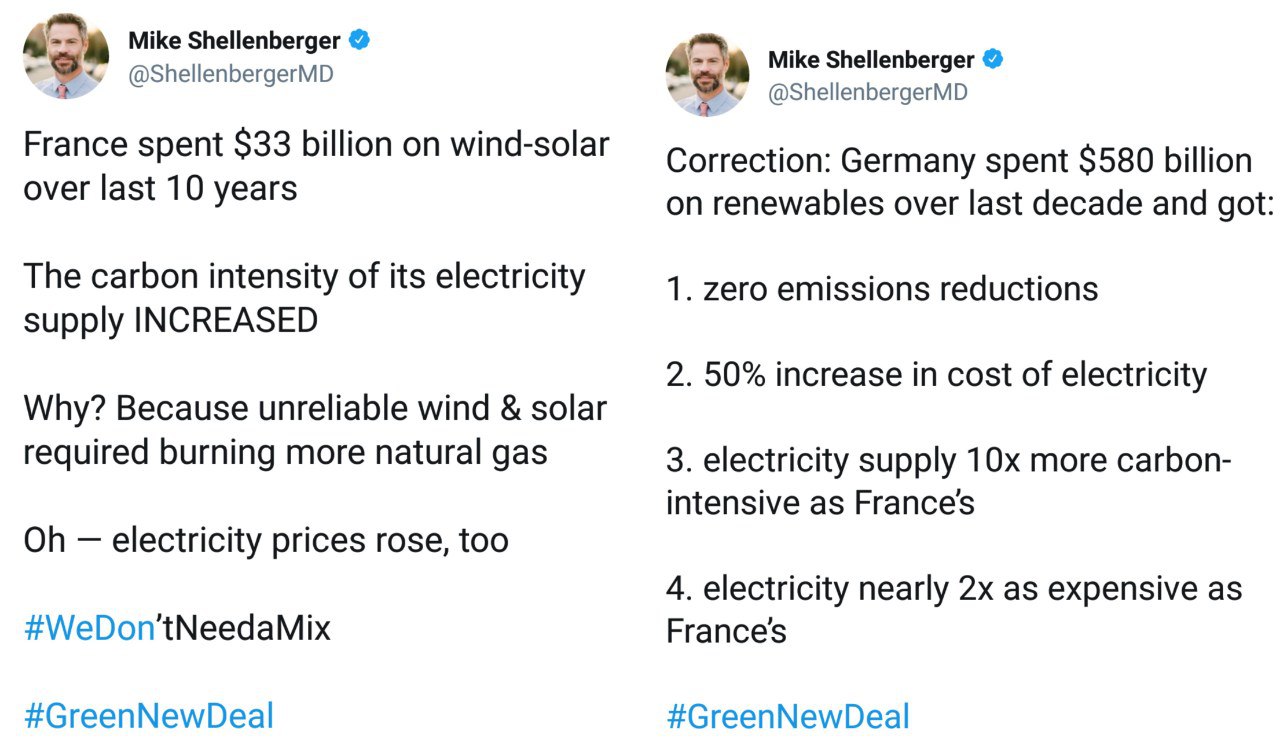 Mike Shellenberger
@ShellenbergerMD
France spent $33 billion on wind-solar
over last 10 years
The carbon intensity of its electricity
supply INCREASED
Why? Because unreliable wind & solar
required burning more natural gas
Oh — electricity prices rose, too
#WeDon’tNeedaMix
#GreenNewDeal
Mike Shellenberger
@ShellenbergerMD
Correction: Germany spent $580 billion
on renewables over last decade and got:
1. zero emissions reductions
2. 50% increase in cost of electricity
3. electricity supply 10x more carbon-
intensive as France’s
4. electricity nearly 2x as expensive as
France’s
#GreenNewDeal